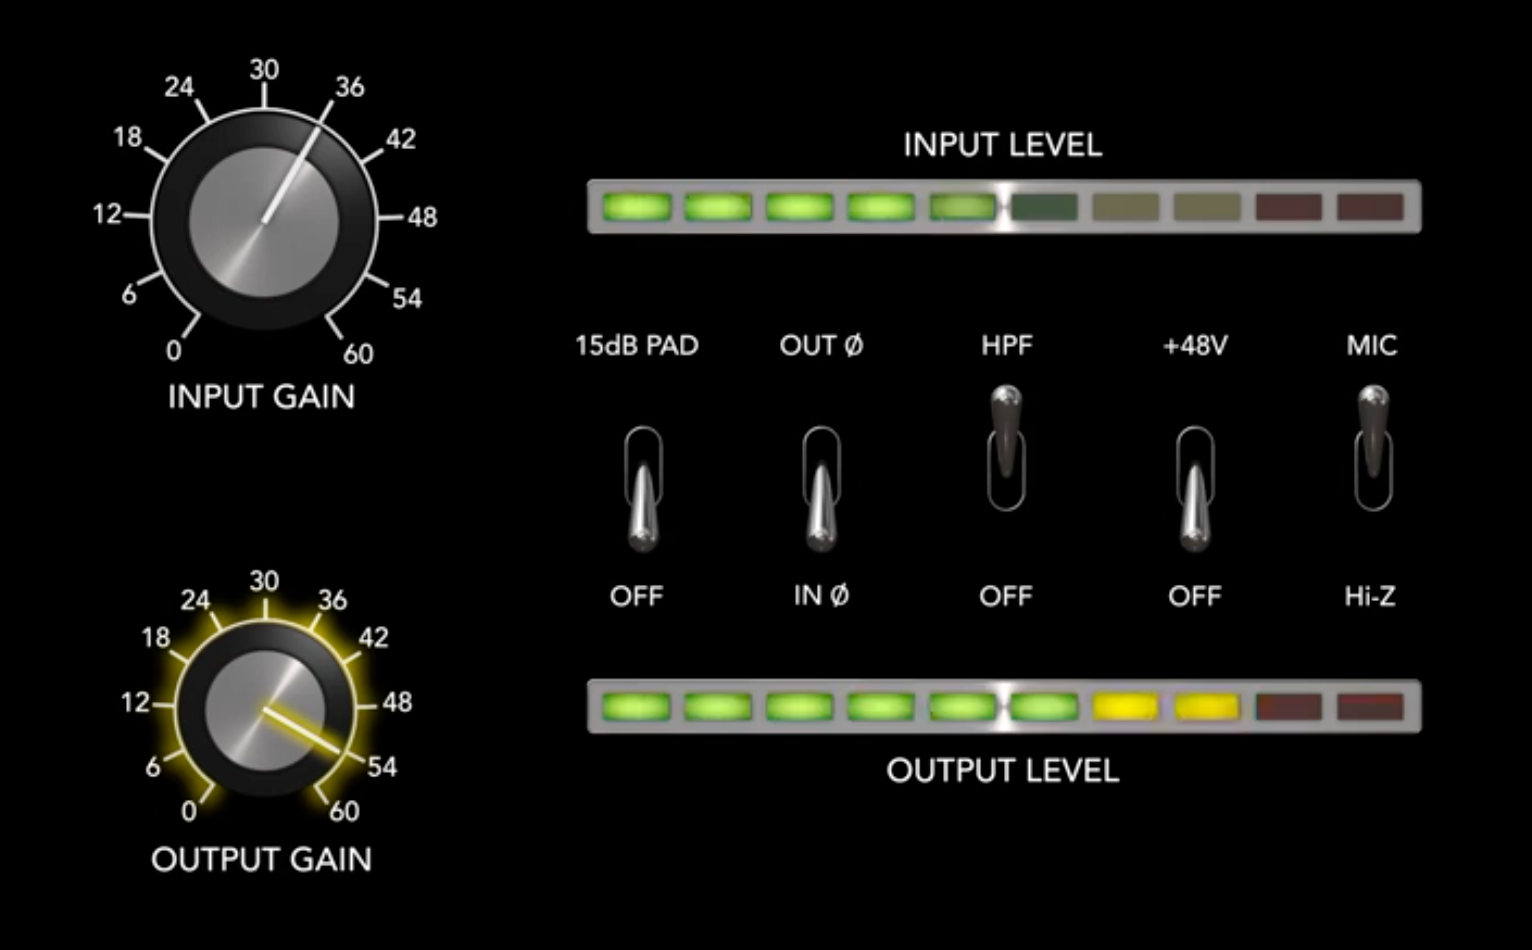 30
24
36
18
42
12
48
6
54
0
60
INPUT GAIN
INPUT LEVEL
15dB PAD
OUT Ø
HPF
+48V
MIC
OFF
IN Ø
OFF
OFF
Hi-Z
30
24
36
18
42
12
48
6
54
0
60
OUTPUT GAIN
OUTPUT LEVEL